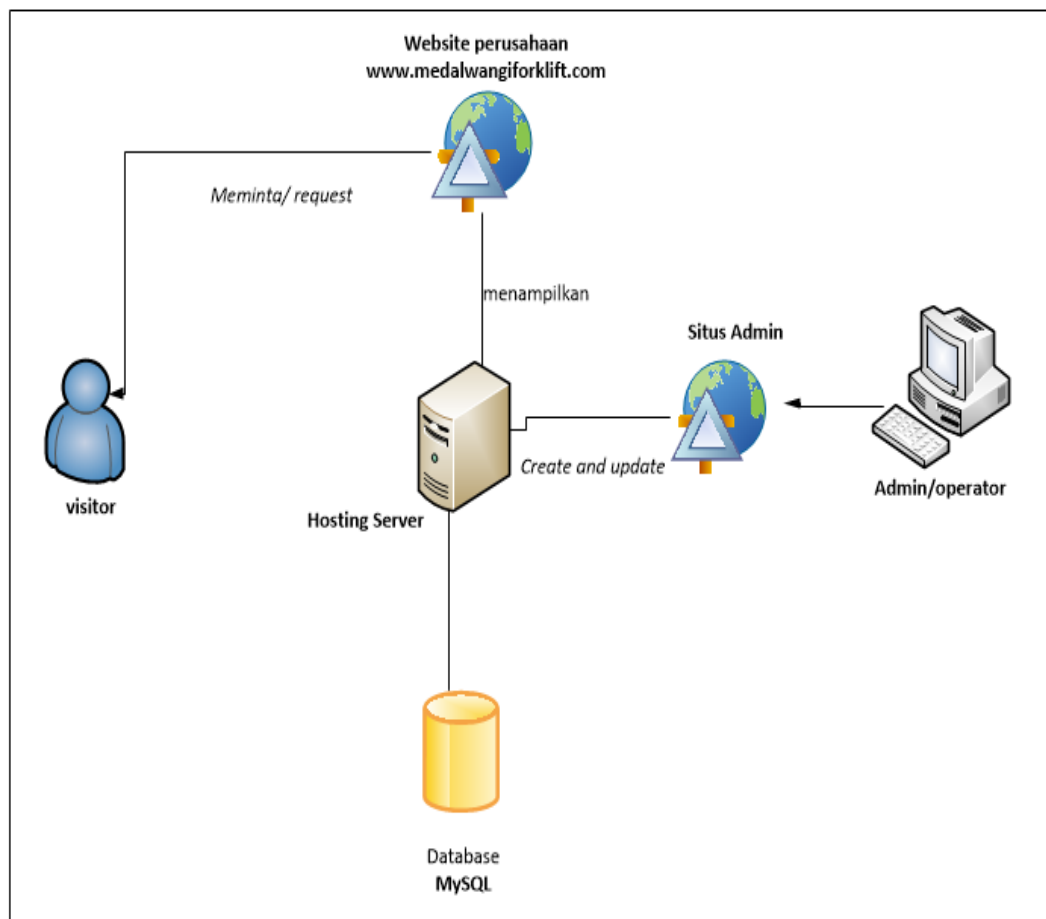 Website perusahaan
www.medalwangiforklift.com
Meminta/ request
menampilkan
Situs Admin
Create and update
Admin/operator
visitor
Hosting Server
Database
MySQL